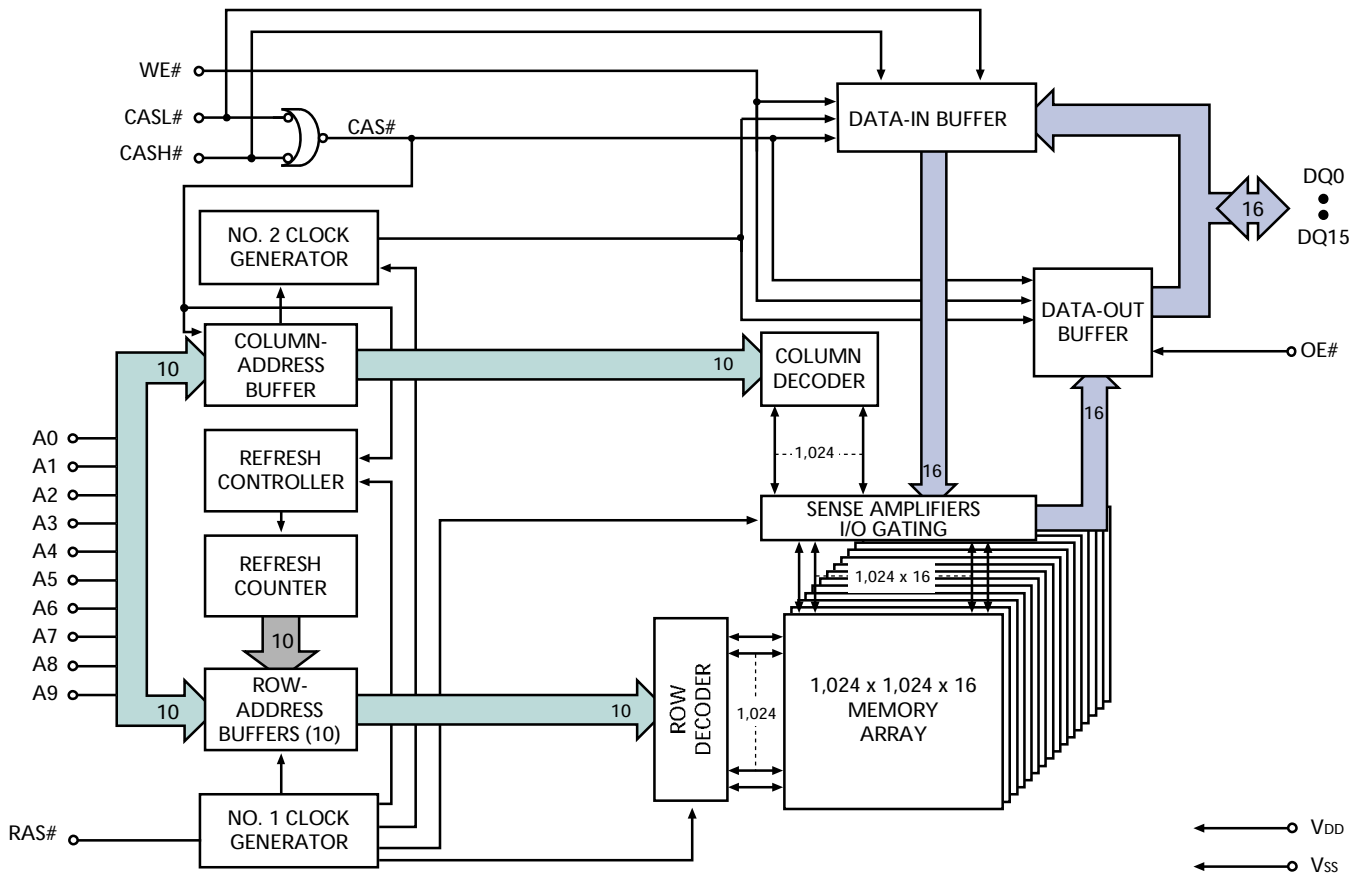 WE#
CASL#
CASH#
CAS#
DATA-IN BUFFER
16
DQ0
DQ15
NO. 2 CLOCK
GENERATOR
DATA-OUT
BUFFER
OE#
COLUMN-
ADDRESS
BUFFER
10
10
COLUMN
DECODER
16
1,024
16
A0
A1
A2
A3
A4
A5
A6
A7
A8
A9
REFRESH
CONTROLLER
REFRESH
COUNTER
10
SENSE AMPLIFIERS
I/O GATING
1,024 x 16
10
ROW-
ADDRESS
BUFFERS (10)
10
ROW
DECODER
1,024
1,024 x 1,024 x 16
MEMORY
ARRAY
RAS#
NO. 1 CLOCK
GENERATOR
VDD
VSS